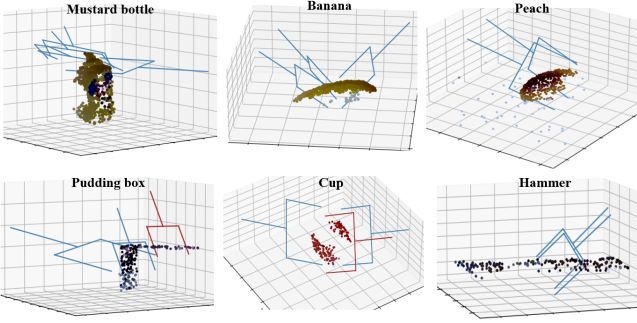 Mustard bottle
Banana
Peach
Pudding box
Cup
Hammer